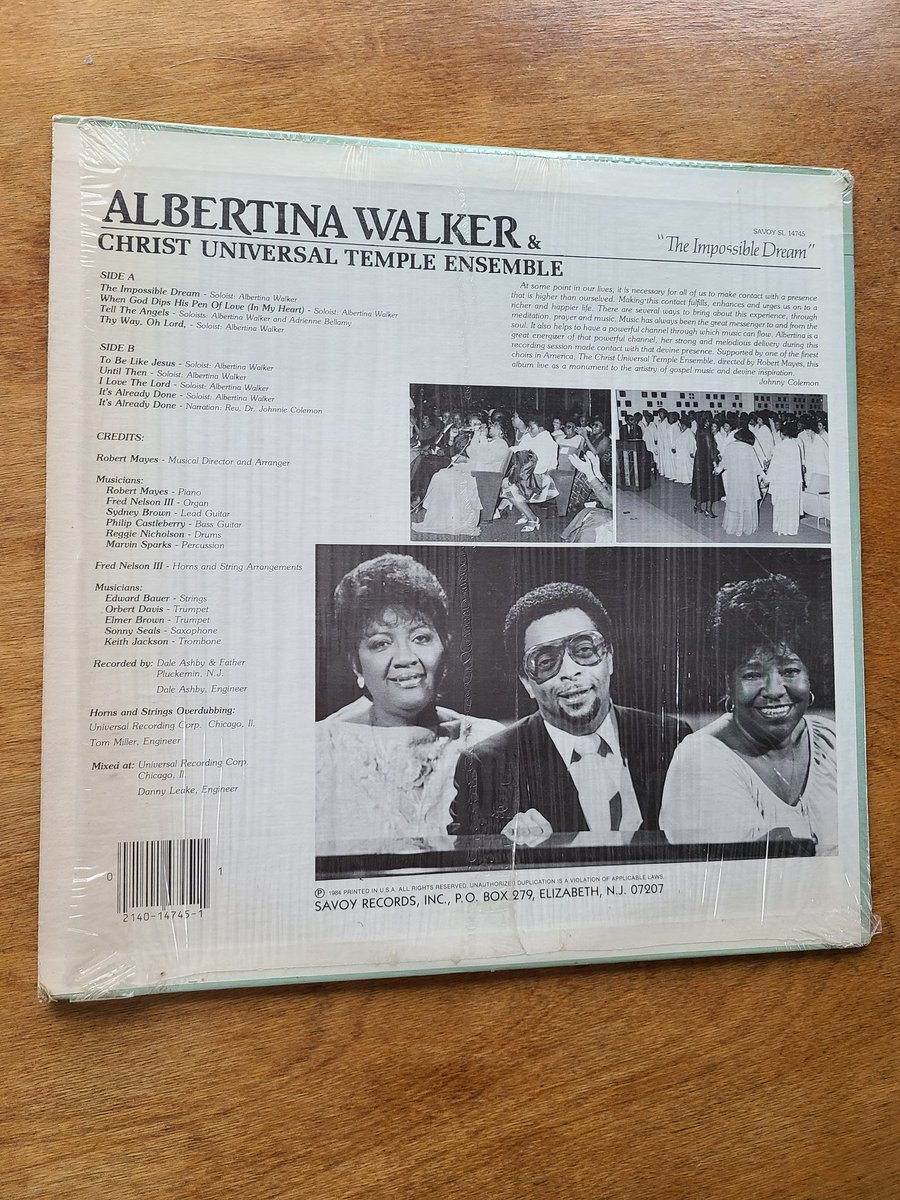 ALBERTINA WALKER &
CHRIST UNIVERSAL TEMPLE ENSEMBLE
SAVOY SL 14745
"The Impossible Dream"
SIDE A
The Impossible Dream - Soloist: Albertina Walker
When God Dips His Pen Of Love (In My Heart) - Soloist: Albertina Walker
Tell The Angels - Soloists: Albertina Walker and Adrienne Bellamy
Thy Way, Oh Lord, - Soloist: Albertina Walker
SIDE B
To Be Like Jesus - Soloist: Albertina Walker
Until Then - Soloist: Albertina Walker
I Love The Lord - Soloist: Albertina Walker
It's Already Done - Soloist: Albertina Walker
It's Already Done - Narration: Rev. Dr. Johnnie Colemon
At some point in our lives, it is necessary for all of us to make contact with a presence
that is higher than ourselved. Making this contact fulfills, enhances and urges us on to a
richer and happier life. There are several ways to bring about this experience, through
meditation, prayer and music. Music has always been the great messenger to and from the
soul. It also helps to have a powerful channel through which music can flow. Albertina is a
great energizer of that powerful channel, her strong and melodious delivery during this
recording session made contact with that devine presence. Supported by one of the finest
choirs in America, The Christ Universal Temple Ensemble, directed by Robert Mayes, this
album live as a monument to the artistry of gospel music and devine inspiration.
Johnny Colemon
CREDITS:
Robert Mayes - Musical Director and Arranger
Musicians:
Robert Mayes - Piano
Fred Nelson III - Organ
Sydney Brown - Lead Guitar
Philip Castleberry - Bass Guitar
Reggie Nicholson - Drums
Marvin Sparks - Percussion
Fred Nelson III - Horns and String Arrangements
Musicians:
Edward Bauer - Strings
Orbert Davis - Trumpet
Elmer Brown - Trumpet
Sonny Seals - Saxophone
Keith Jackson - Trombone
Recorded by: Dale Ashby & Father
Pluckemin, N.J.
Dale Ashby, Engineer
Horns and Strings Overdubbing:
Universal Recording Corp. Chicago, Il.
Tom Miller, Engineer
Mixed at: Universal Recording Corp.
Chicago, Il.
Danny Leake, Engineer
0 1
2140-14745-1
Ⓟ 1984 PRINTED IN U.S.A. ALL RIGHTS RESERVED. UNAUTHORIZED DUPLICATION IS A VIOLATION OF APPLICABLE LAWS.
SAVOY RECORDS, INC., P.O. BOX 279, ELIZABETH, N.J. 07207